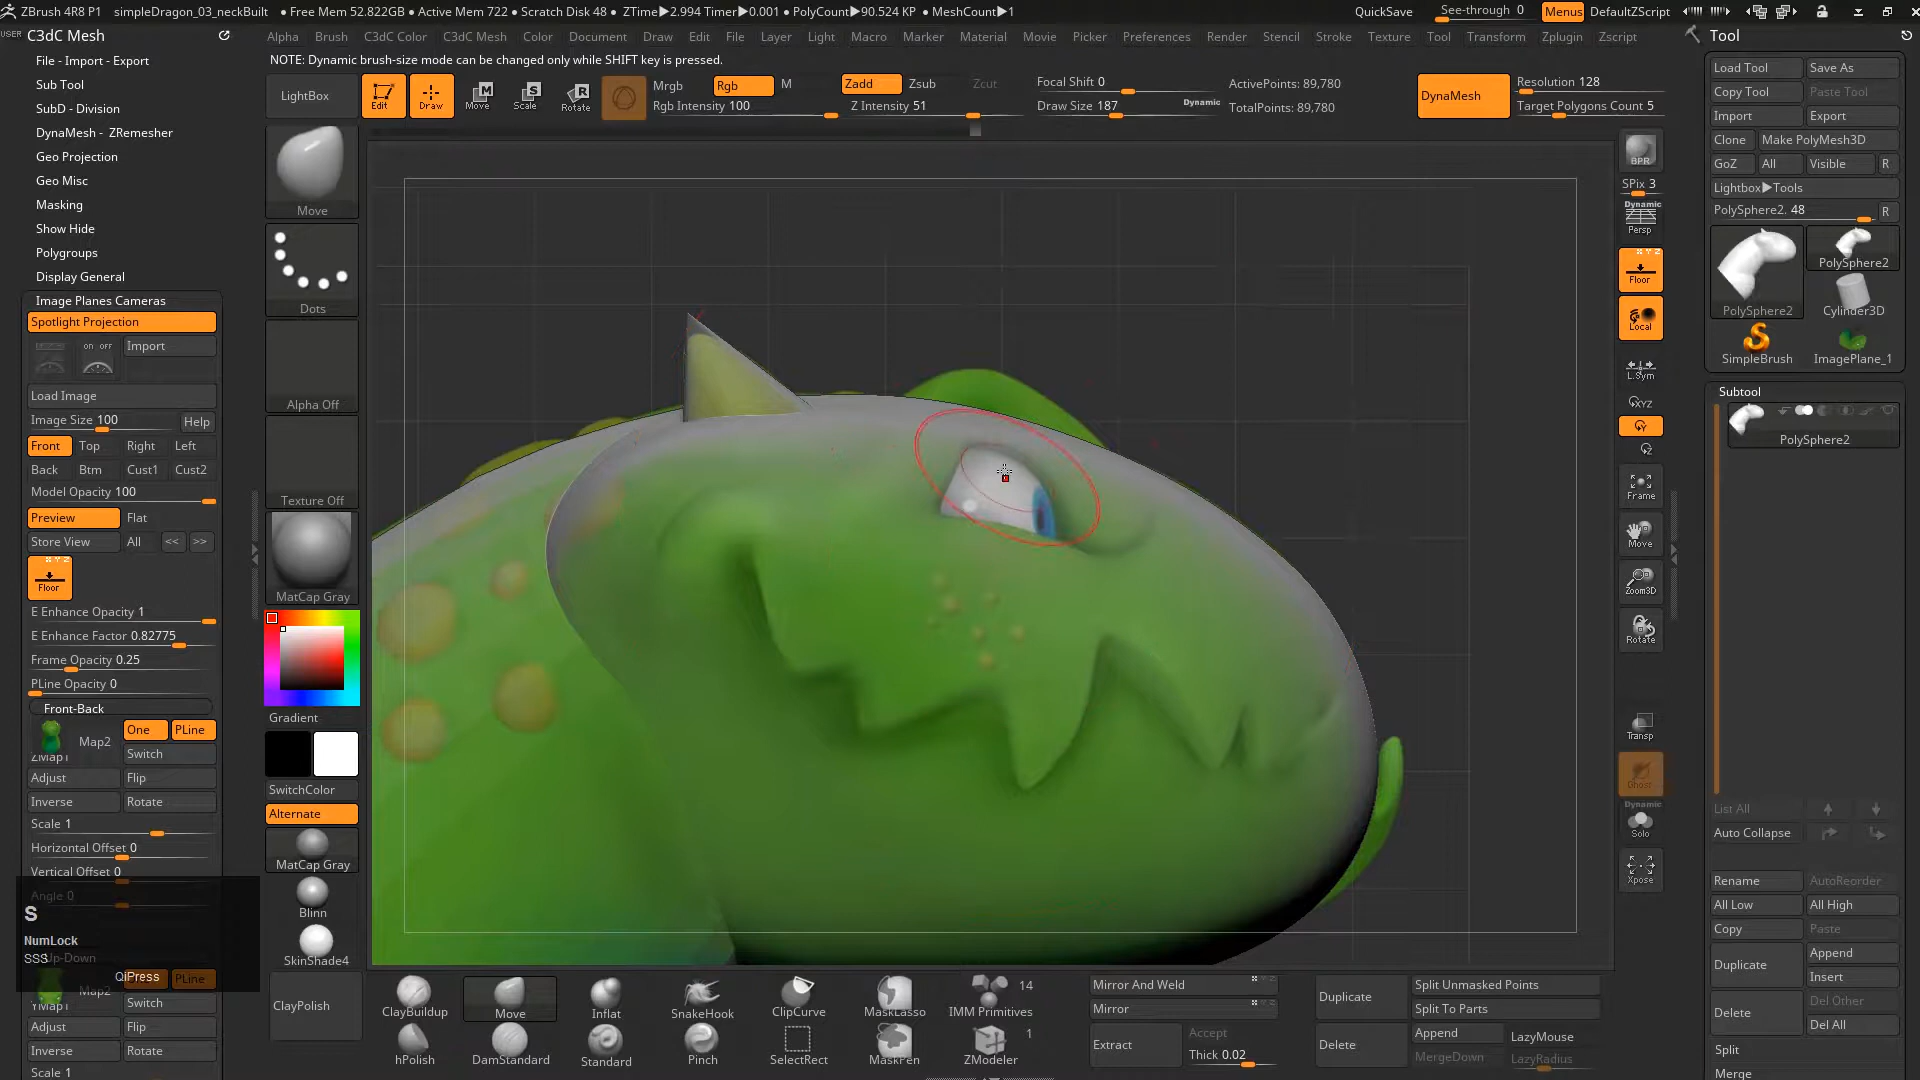 ZBrush 4R8 P1 simpleDragon_03_neckBuilt • Free Mem 52.822GB • Active Mem 722 • Scratch Disk 48 • ZTime▶2.994 Timer▶0.001 • PolyCount▶90.524 KP • MeshCount▶1 QuickSave See-through 0 Menus DefaultZScript
USER C3dC Mesh Alpha Brush C3dC Color C3dC Mesh Color Document Draw Edit File Layer Light Macro Marker Material Movie Picker Preferences Render Stencil Stroke Texture Tool Transform Zplugin Zscript Tool
NOTE: Dynamic brush-size mode can be changed only while SHIFT key is pressed.
File - Import - Export
Sub Tool
SubD - Division
DynaMesh - ZRemesher
Geo Projection
Geo Misc
Masking
Show Hide
Polygroups
Display General
Image Planes Cameras
Spotlight Projection
on off Import
Load Image
Image Size 100 Help
Front Top Right Left
Back Btm Cust1 Cust2
Model Opacity 100
Preview Flat
Store View All << >>
X Y Z
Floor
E Enhance Opacity 1
E Enhance Factor 0.82775
Frame Opacity 0.25
PLine Opacity 0
Front-Back
Map2 One PLine
ZMap1 Switch
Adjust Flip
Inverse Rotate
Scale 1
Horizontal Offset 0
Vertical Offset 0
Angle 0
S
NumLock
SSS Up-Down
QiPress PLine
Map2
YMap1 Switch
Adjust Flip
Inverse Rotate
Scale 1
LightBox Edit Draw Move Scale Rotate
Mrgb Rgb M
Rgb Intensity 100
Zadd Zsub Zcut
Z Intensity 51
Focal Shift 0
Draw Size 187 Dynamic
ActivePoints: 89,780
TotalPoints: 89,780
DynaMesh Resolution 128
Target Polygons Count 5
Move
Dots
Alpha Off
Texture Off
MatCap Gray
Gradient
SwitchColor
Alternate
MatCap Gray
Blinn
SkinShade4
ClayPolish
BPR
SPix 3
Dynamic
Persp
X Y Z
Floor
Local
L.Sym
XYZ
Y
Z
Frame
Move
Zoom3D
Rotate
Transp
Ghost
Dynamic
Solo
Xpose
Load Tool Save As
Copy Tool Paste Tool
Import Export
Clone Make PolyMesh3D
GoZ All Visible R
Lightbox▶Tools
PolySphere2. 48 R
PolySphere2
PolySphere2 Cylinder3D
SimpleBrush ImagePlane_1
Subtool
PolySphere2
List All
Auto Collapse
Rename AutoReorder
All Low All High
Copy Paste
Duplicate Append
Insert
Delete Del Other
Del All
Split
Merge
ClayBuildup Move Inflat SnakeHook ClipCurve MaskLasso IMM Primitives 14
hPolish DamStandard Standard Pinch SelectRect MaskPen ZModeler 1
Mirror And Weld
Mirror
Extract Accept
Thick 0.02
Duplicate Split Unmasked Points
Split To Parts
Delete Append LazyMouse
MergeDown LazyRadius